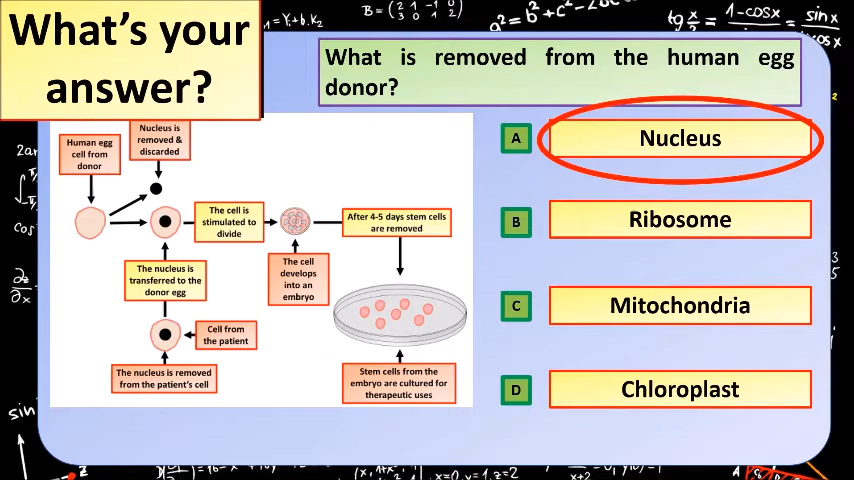 What's your
answer?
What is removed from the human egg
donor?
Nucleus is
removed &
discarded
Human egg
cell from
donor
The cell is
stimulated to
divide
After 4-5 days stem cells
are removed
The nucleus is
transferred to the
donor egg
The cell
develops
into an
embryo
Cell from
the patient
The nucleus is removed
from the patient's cell
Stem cells from the
embryo are cultured for
therapeutic uses
A
Nucleus
B
Ribosome
C
Mitochondria
D
Chloroplast